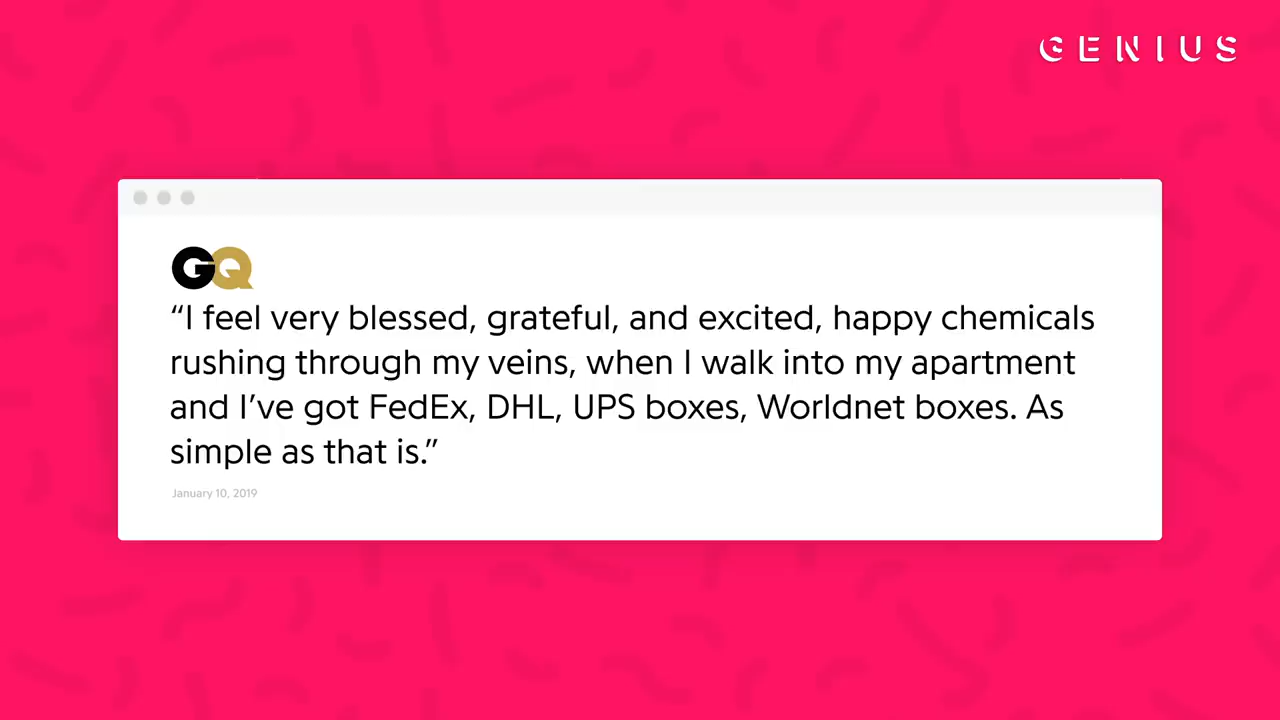 GENIUS
GQ
“I feel very blessed, grateful, and excited, happy chemicals
rushing through my veins, when I walk into my apartment
and I’ve got FedEx, DHL, UPS boxes, Worldnet boxes. As
simple as that is.”
January 10, 2019